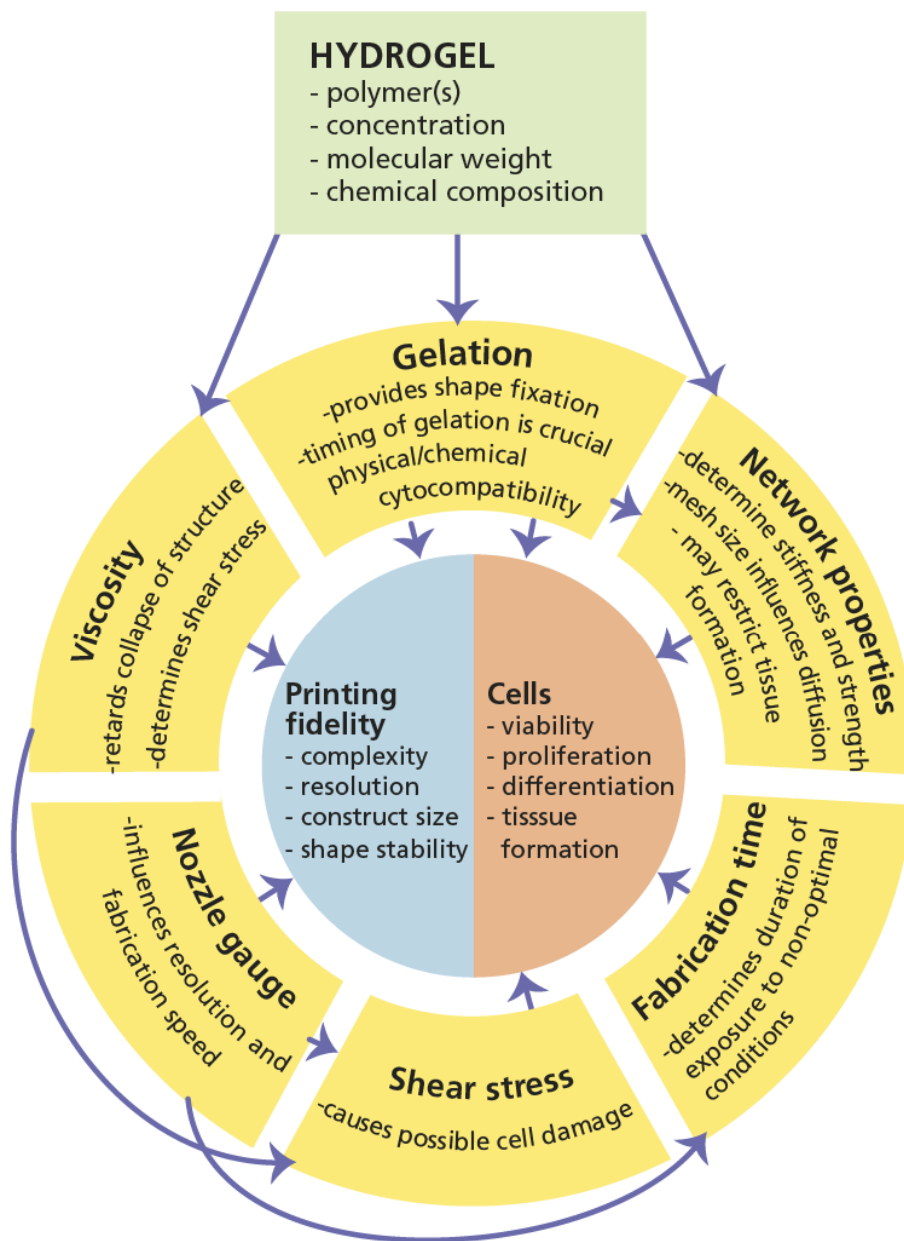 HYDROGEL
- polymer(s)
- concentration
- molecular weight
- chemical composition
Gelation
-provides shape fixation
-timing of gelation is crucial
physical/chemical
cytocompatibility
Network properties
-determine stiffness and strength
-mesh size influences diffusion
- may restrict tissue
formation
Viscosity
-retards collapse of structure
-determines shear stress
Printing
fidelity
- complexity
- resolution
- construct size
- shape stability
Cells
- viability
- proliferation
- differentiation
- tisssue
formation
Nozzle gauge
-influences resolution and
fabrication speed
Shear stress
-causes possible cell damage
Fabrication time
-determines duration of
exposure to non-optimal
conditions